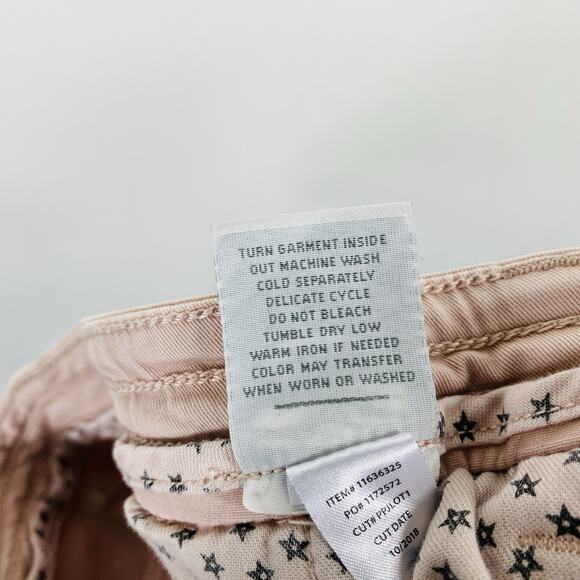 TURN GARMENT INSIDE
OUT MACHINE WASH
COLD SEPARATELY
DELICATE CYCLE
DO NOT BLEACH
TUMBLE DRY LOW
WARM IRON IF NEEDED
COLOR MAY TRANSFER
WHEN WORN OR WASHED
ITEM# 11636325
PO# 1172572
CUT# PPJLOT1
CUT DATE
10/2018